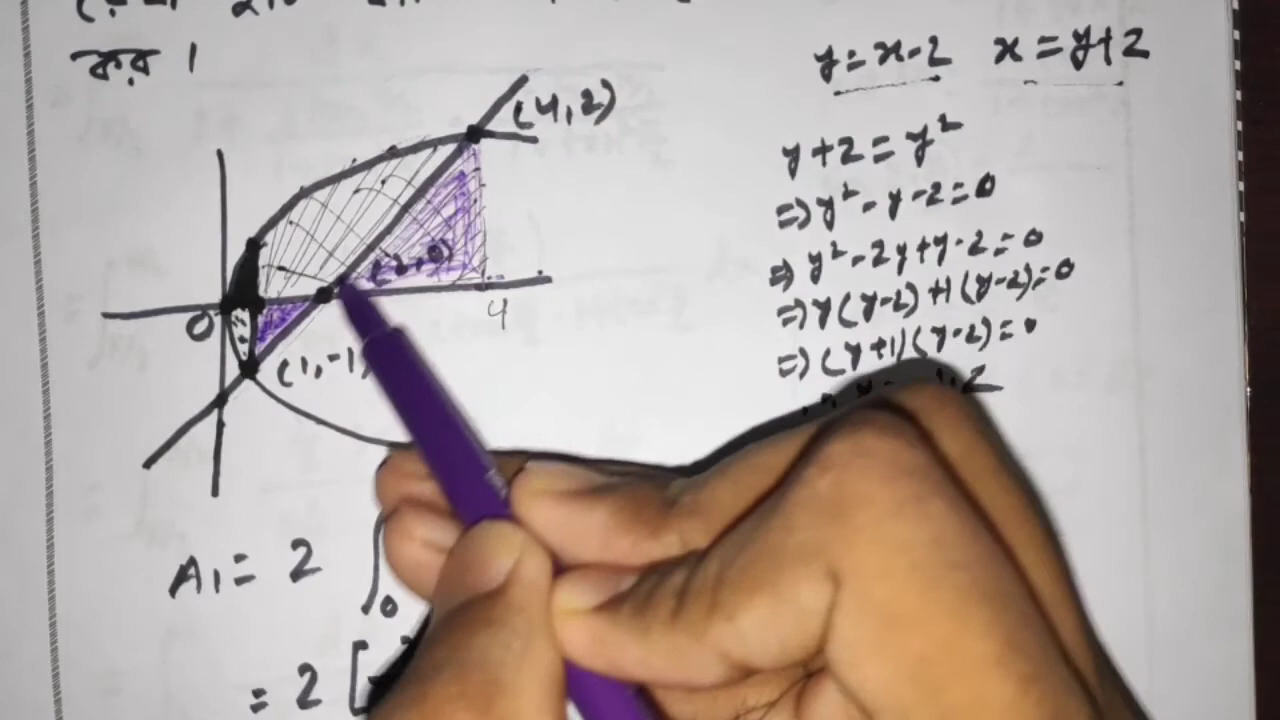 কর ।
y = x - 2 x = y + 2
(4, 2)
y + 2 = y²
⇒ y² - y - 2 = 0
⇒ y² - 2y + y - 2 = 0
⇒ y(y-2) + 1(y-2) = 0
⇒ (y+1)(y-2) = 0
(2, 0)
O
4
(1, -1)
A₁ = 2 ∫₀
= 2 [